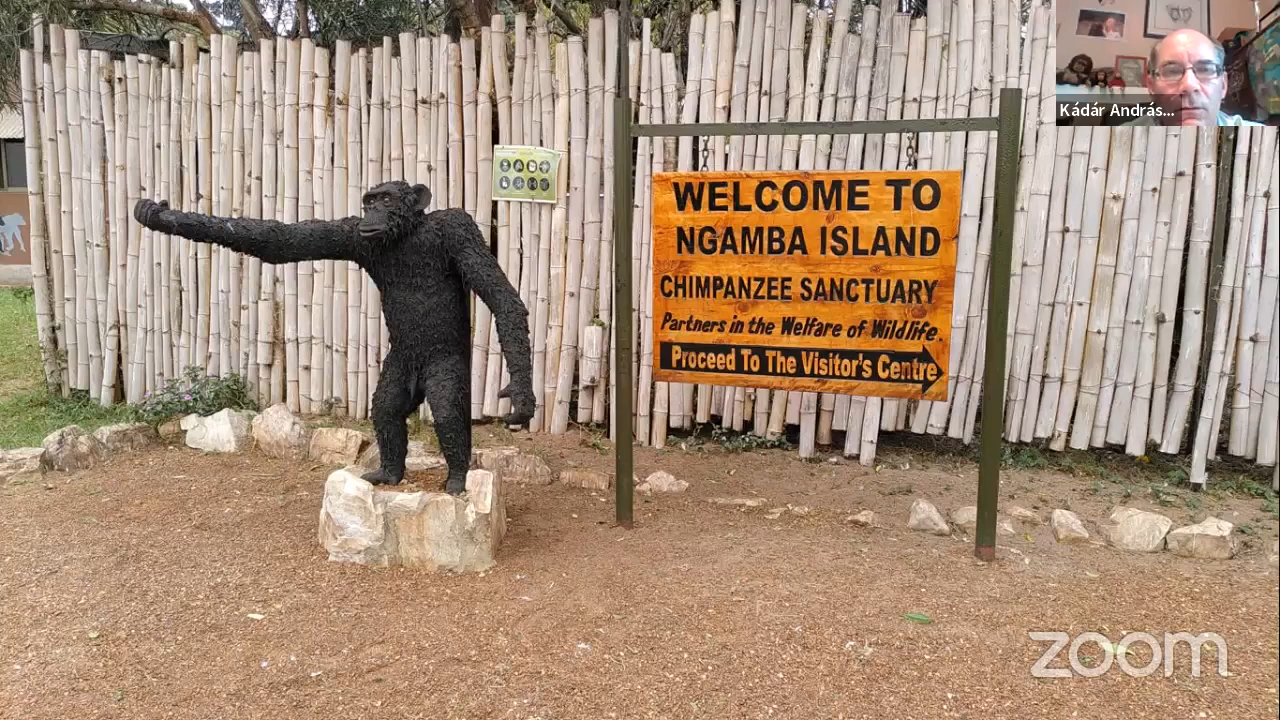 Kádár András...
WELCOME TO
NGAMBA ISLAND
CHIMPANZEE SANCTUARY
Partners in the Welfare of Wildlife.
Proceed To The Visitor's Centre
zoom